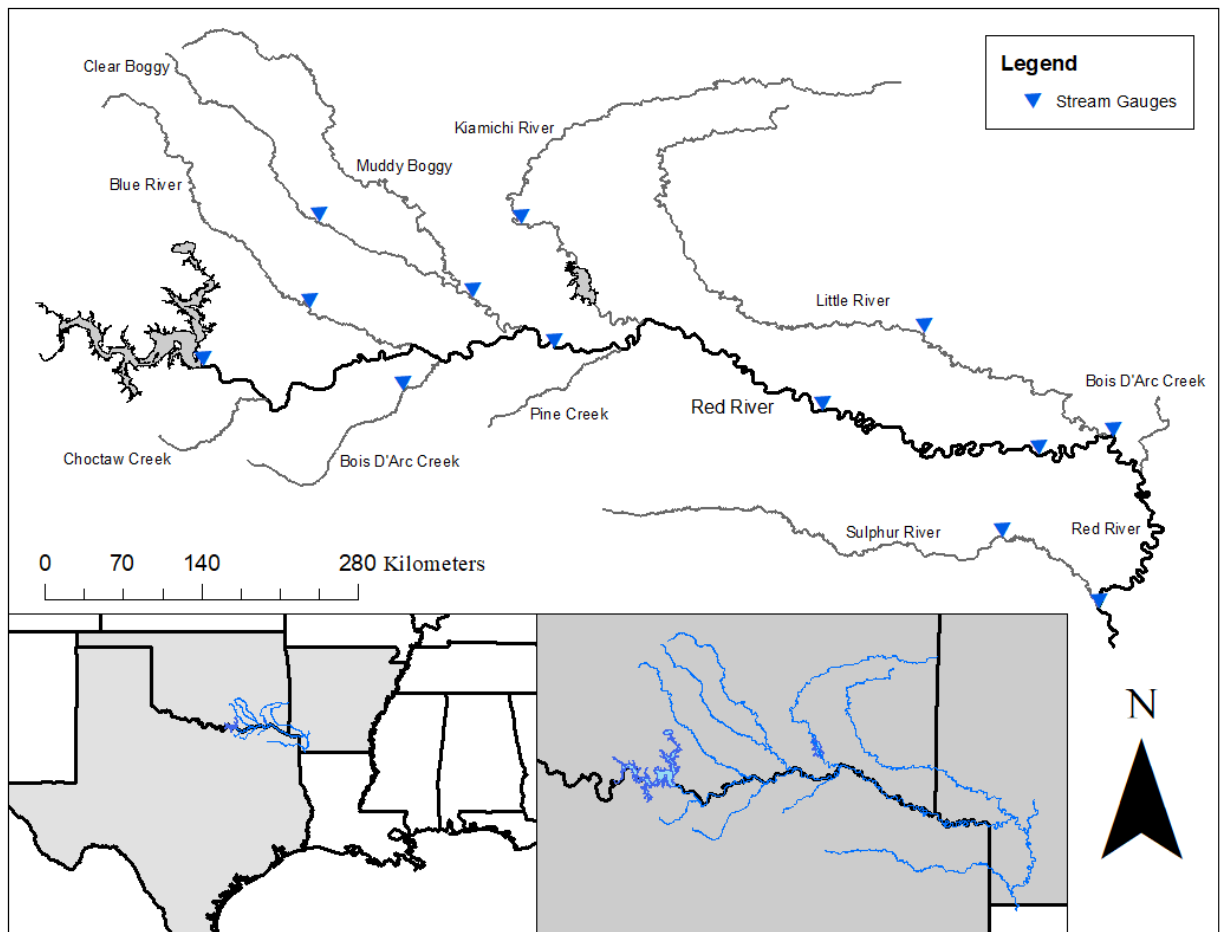 Clear Boggy
Legend
Stream Gauges
Kiamichi River
Muddy Boggy
Blue River
Little River
Bois D'Arc Creek
Red River
Pine Creek
Choctaw Creek
Bois D'Arc Creek
Sulphur River
Red River
0 70 140 280 Kilometers
N